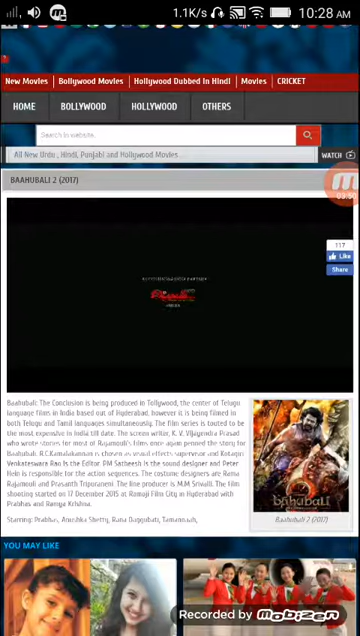 1.1K/s 10:28 AM
New Movies Bollywood Movies Hollywood Dubbed In Hindi Movies CRICKET
HOME BOLLYWOOD HOLLYWOOD OTHERS
Search in website..
All New Urdu , Hindi, Punjabi and Hollywood Movies
WATCH
BAAHUBALI 2 (2017)
03:50
117
Like
Share
Baahubali: The Conclusion is being produced in Tollywood, the center of Telugu
language films in India based out of Hyderabad, however it is being filmed in
both Telugu and Tamil languages simultaneously. The film series is touted to be
the most expensive in India till date. The screen writer, K. V. Vijayendra Prasad
who wrote stories for most of Rajamouli's films once again penned the story for
Baahubali. R.C.Kamalakannan is chosen as visual effects supervisor and Kotagiri
Venkateswara Rao is the Editor. PM Satheesh is the sound designer and Peter
Hein is responsible for the action sequences. The costume designers are Rama
Rajamouli and Prasanth Tripuraneni. The line producer is M.M Srivalli. The film
shooting started on 17 December 2015 at Ramoji Film City in Hyderabad with
Prabhas and Ramya Krishna.
Starring: Prabhas, Anushka Shetty, Rana Daggubati, Tamannaah,
bahubali
Baahubali 2 (2017)
YOU MAY LIKE
Recorded by mobizen